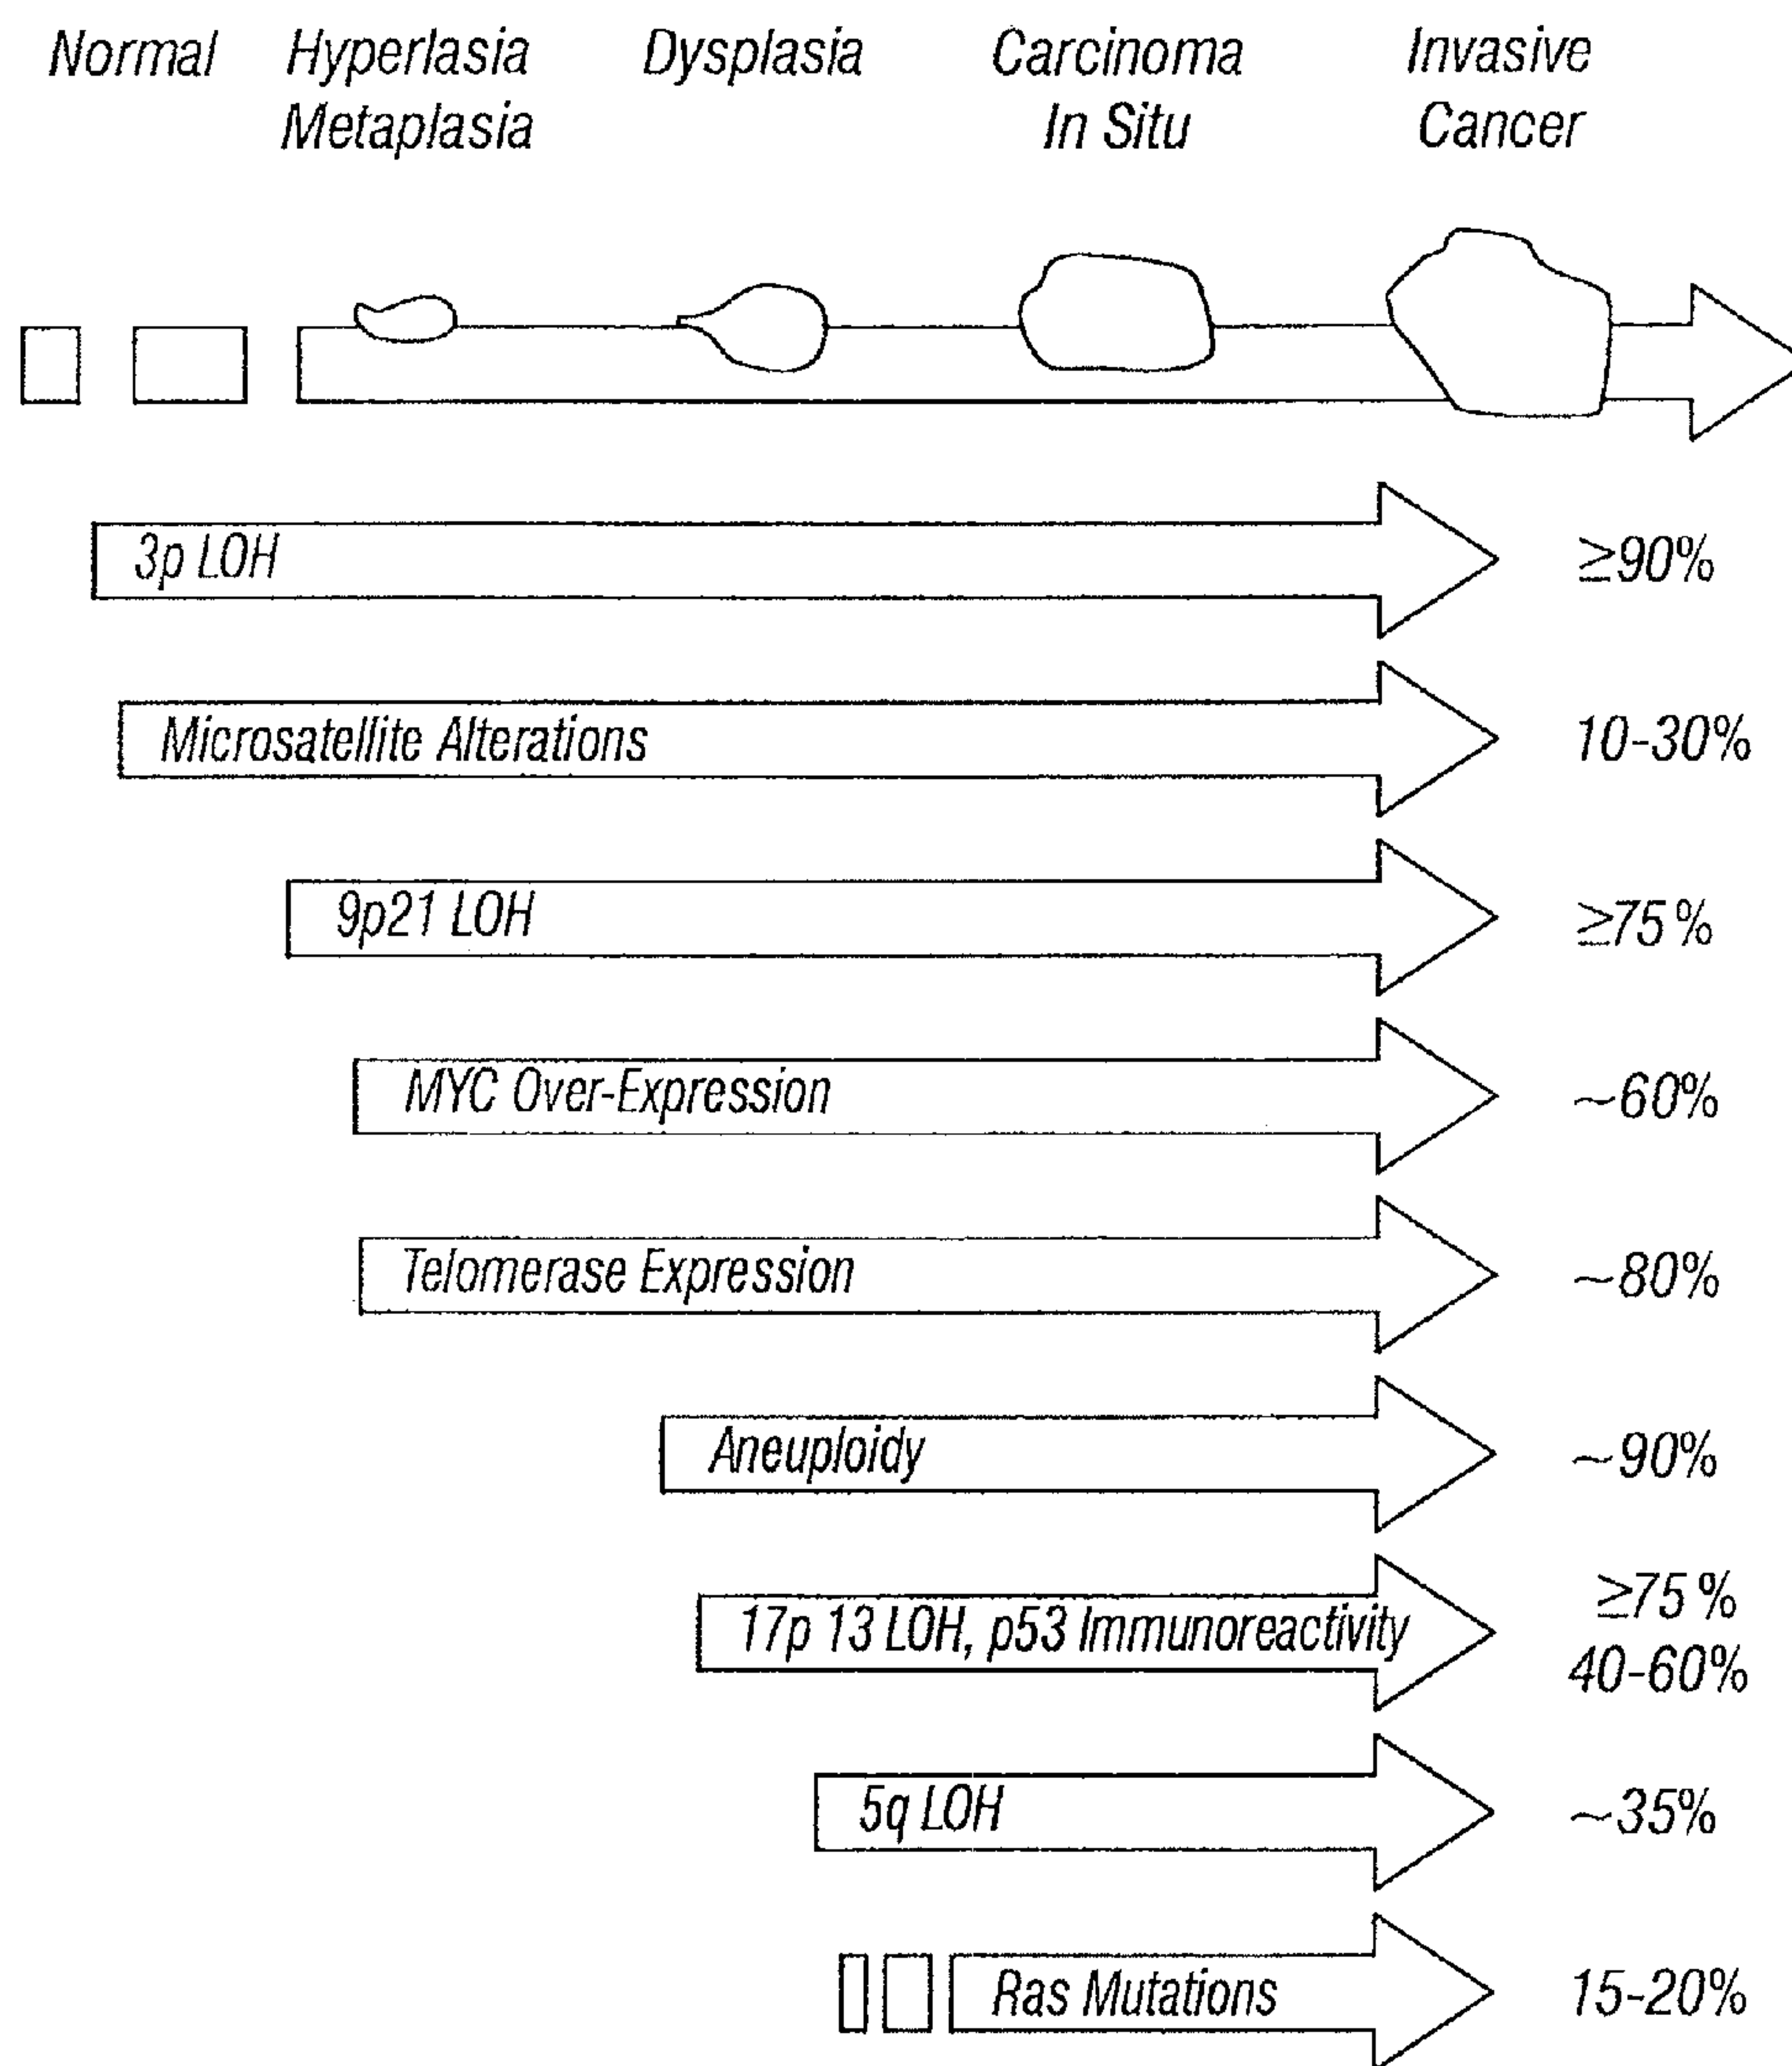 Normal
Hyperlasia
Metaplasia
Dysplasia
Carcinoma
In Situ
Invasive
Cancer
3p LOH
≥90%
Microsatellite Alterations
10-30%
9p21 LOH
≥75%
MYC Over-Expression
~60%
Telomerase Expression
~80%
Aneuploidy
~90%
17p 13 LOH, p53 Immunoreactivity
≥75%
40-60%
5q LOH
~35%
Ras Mutations
15-20%